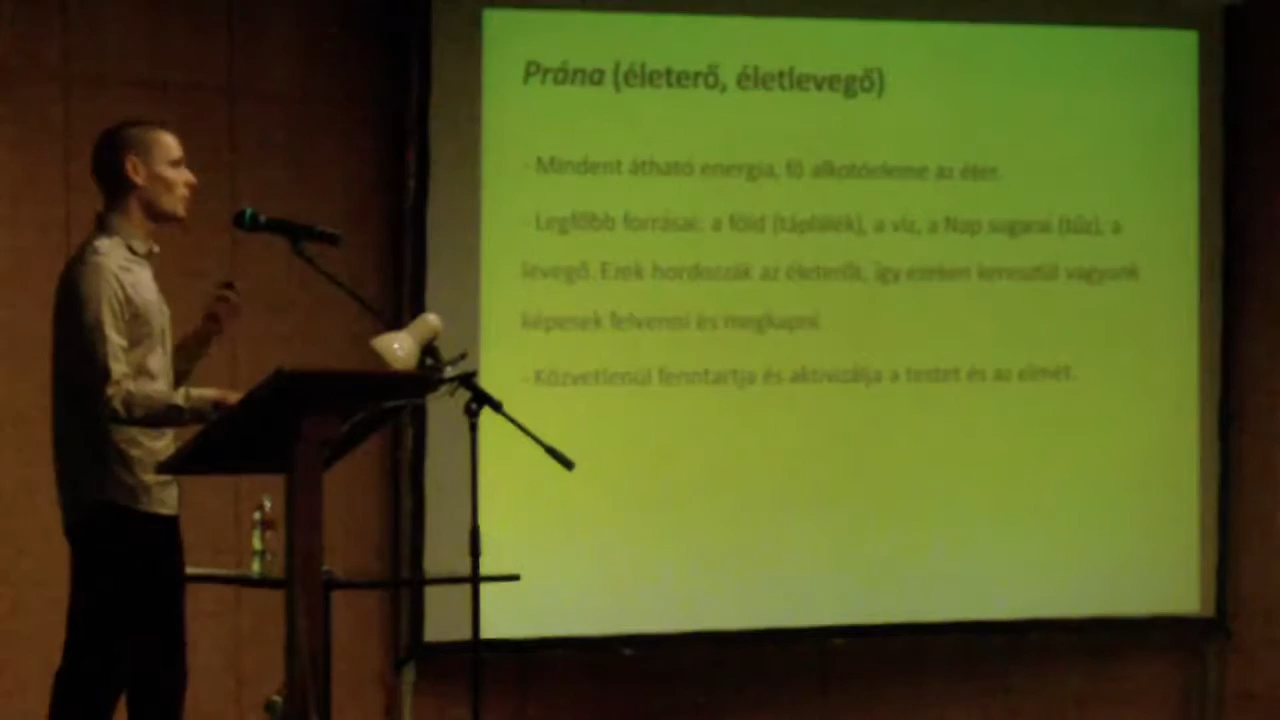 Prána (életerő, életlevegő)
- Mindent átható energia, fő alkotóeleme az éter.
- Legfőbb forrásai: a föld (táplálék), a víz, a Nap sugarai (tűz), a
levegő. Ezek hordozzák az életerőt, így ezeken keresztül vagyunk
képesek felvenni és megkapni.
- Közvetlenül fenntartja és aktivizálja a testet és az elmét.